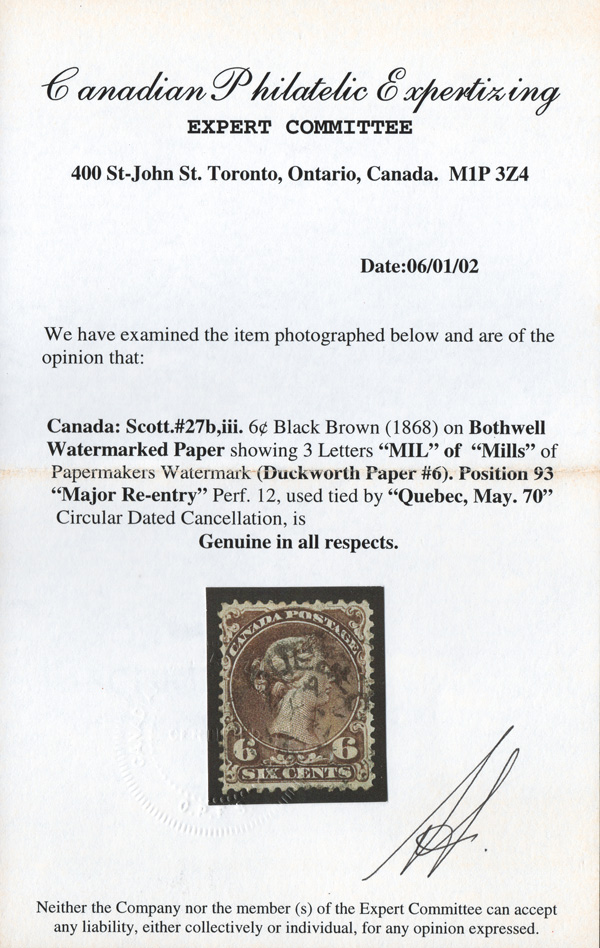 Canadian Philatelic Expertizing
EXPERT COMMITTEE
400 St-John St. Toronto, Ontario, Canada. M1P 3Z4
Date:06/01/02
We have examined the item photographed below and are of the
opinion that:
Canada: Scott.#27b,iii. 6¢ Black Brown (1868) on Bothwell
Watermarked Paper showing 3 Letters “MIL” of “Mills” of
Papermakers Watermark (Duckworth Paper #6). Position 93
“Major Re-entry” Perf. 12, used tied by “Quebec, May. 70”
Circular Dated Cancellation, is
Genuine in all respects.
CANADA POSTAGE
6 6
SIX CENTS
Neither the Company nor the member (s) of the Expert Committee can accept
any liability, either collectively or individual, for any opinion expressed.